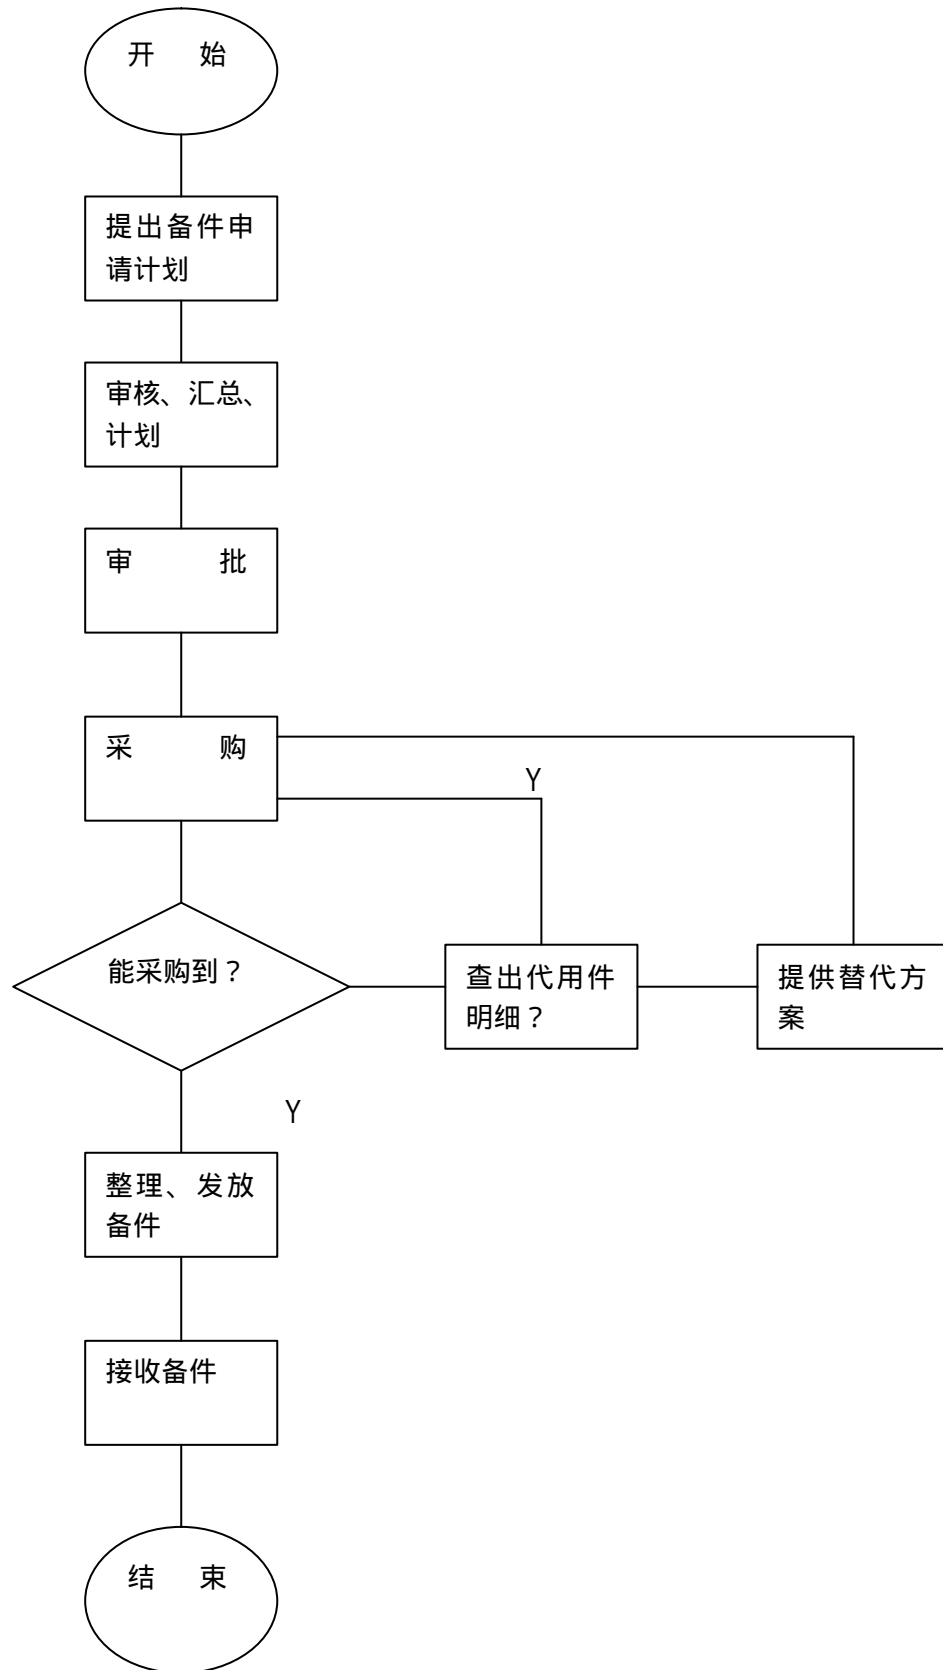 开 始
提出备件申
请计划
审核、汇总、
计划
审 批
采 购
Y
能采购到？
查出代用件
明细？
提供替代方
案
Y
整理、发放
备件
接收备件
结 束